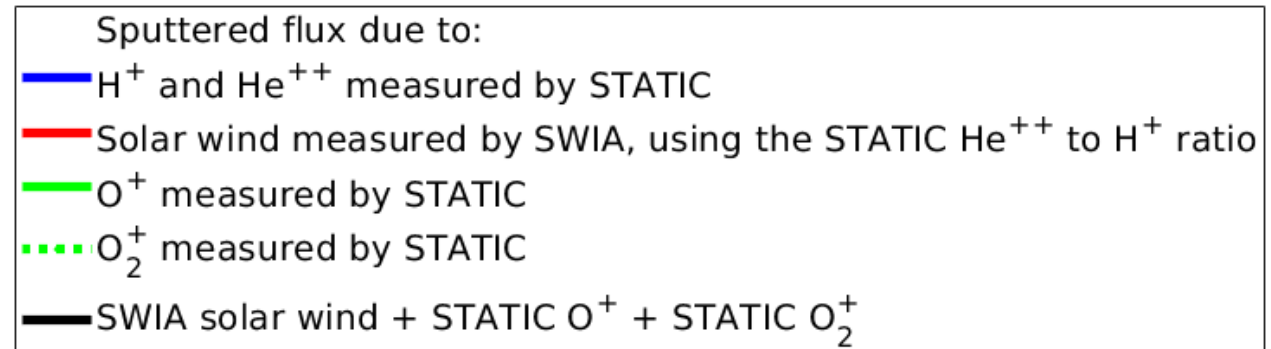 Sputtered flux due to:
H⁺ and He⁺⁺ measured by STATIC
Solar wind measured by SWIA, using the STATIC He⁺⁺ to H⁺ ratio
O⁺ measured by STATIC
O₂⁺ measured by STATIC
SWIA solar wind + STATIC O⁺ + STATIC O₂⁺